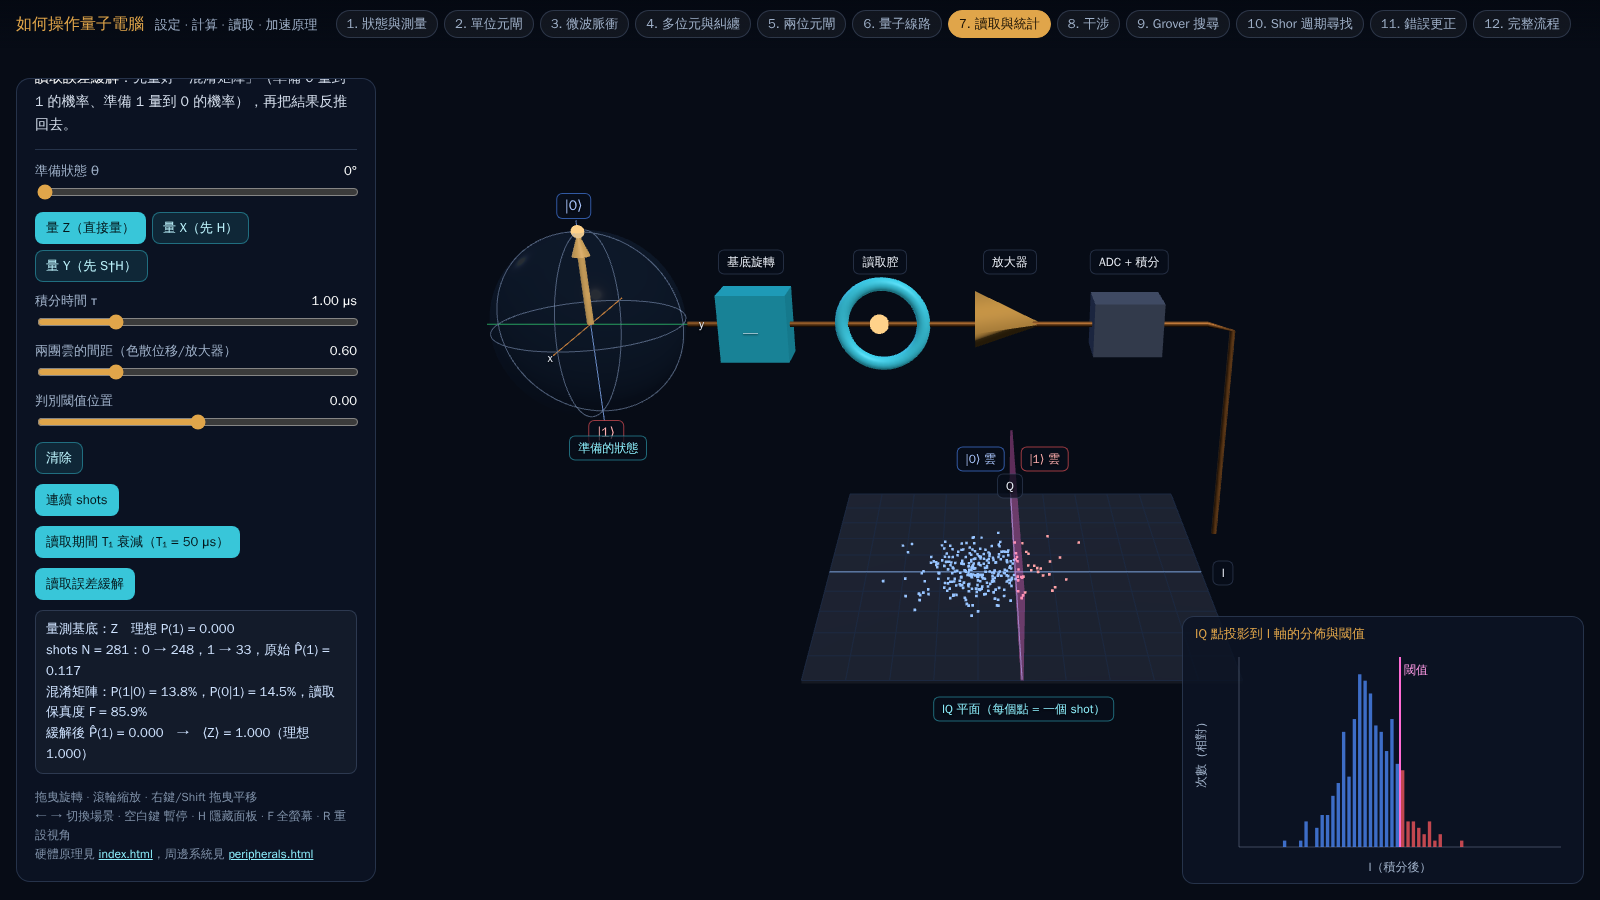 如何操作量子電腦 設定 · 計算 · 讀取 · 加速原理
1. 狀態與測量
2. 單位元閘
3. 微波脈衝
4. 多位元與糾纏
5. 兩位元閘
6. 量子線路
7. 讀取與統計
8. 干涉
9. Grover 搜尋
10. Shor 週期尋找
11. 錯誤更正
12. 完整流程
1 的機率、準備 1 量到 0 的機率），再把結果反推
回去。
準備狀態 θ 0°
量 Z（直接量）
量 X（先 H）
量 Y（先 S†H）
積分時間 τ 1.00 μs
兩團雲的間距（色散位移/放大器） 0.60
判別閾值位置 0.00
清除
連續 shots
讀取期間 T₁ 衰減（T₁ = 50 μs）
讀取誤差緩解
量測基底：Z 理想 P(1) = 0.000
shots N = 281：0 → 248，1 → 33，原始 P̂(1) =
0.117
混淆矩陣：P(1|0) = 13.8%，P(0|1) = 14.5%，讀取
保真度 F = 85.9%
緩解後 P̂(1) = 0.000 → ⟨Z⟩ = 1.000（理想
1.000）
拖曳旋轉 · 滾輪縮放 · 右鍵/Shift 拖曳平移
← → 切換場景 · 空白鍵 暫停 · H 隱藏面板 · F 全螢幕 · R 重
設視角
硬體原理見 index.html，周邊系統見 peripherals.html
|0⟩
y
x
|1⟩
準備的狀態
基底旋轉
—
讀取腔
放大器
ADC + 積分
|0⟩ 雲
|1⟩ 雲
Q
I
IQ 平面（每個點 = 一個 shot）
IQ 點投影到 I 軸的分佈與閾值
閾值
次數（相對）
I（積分後）